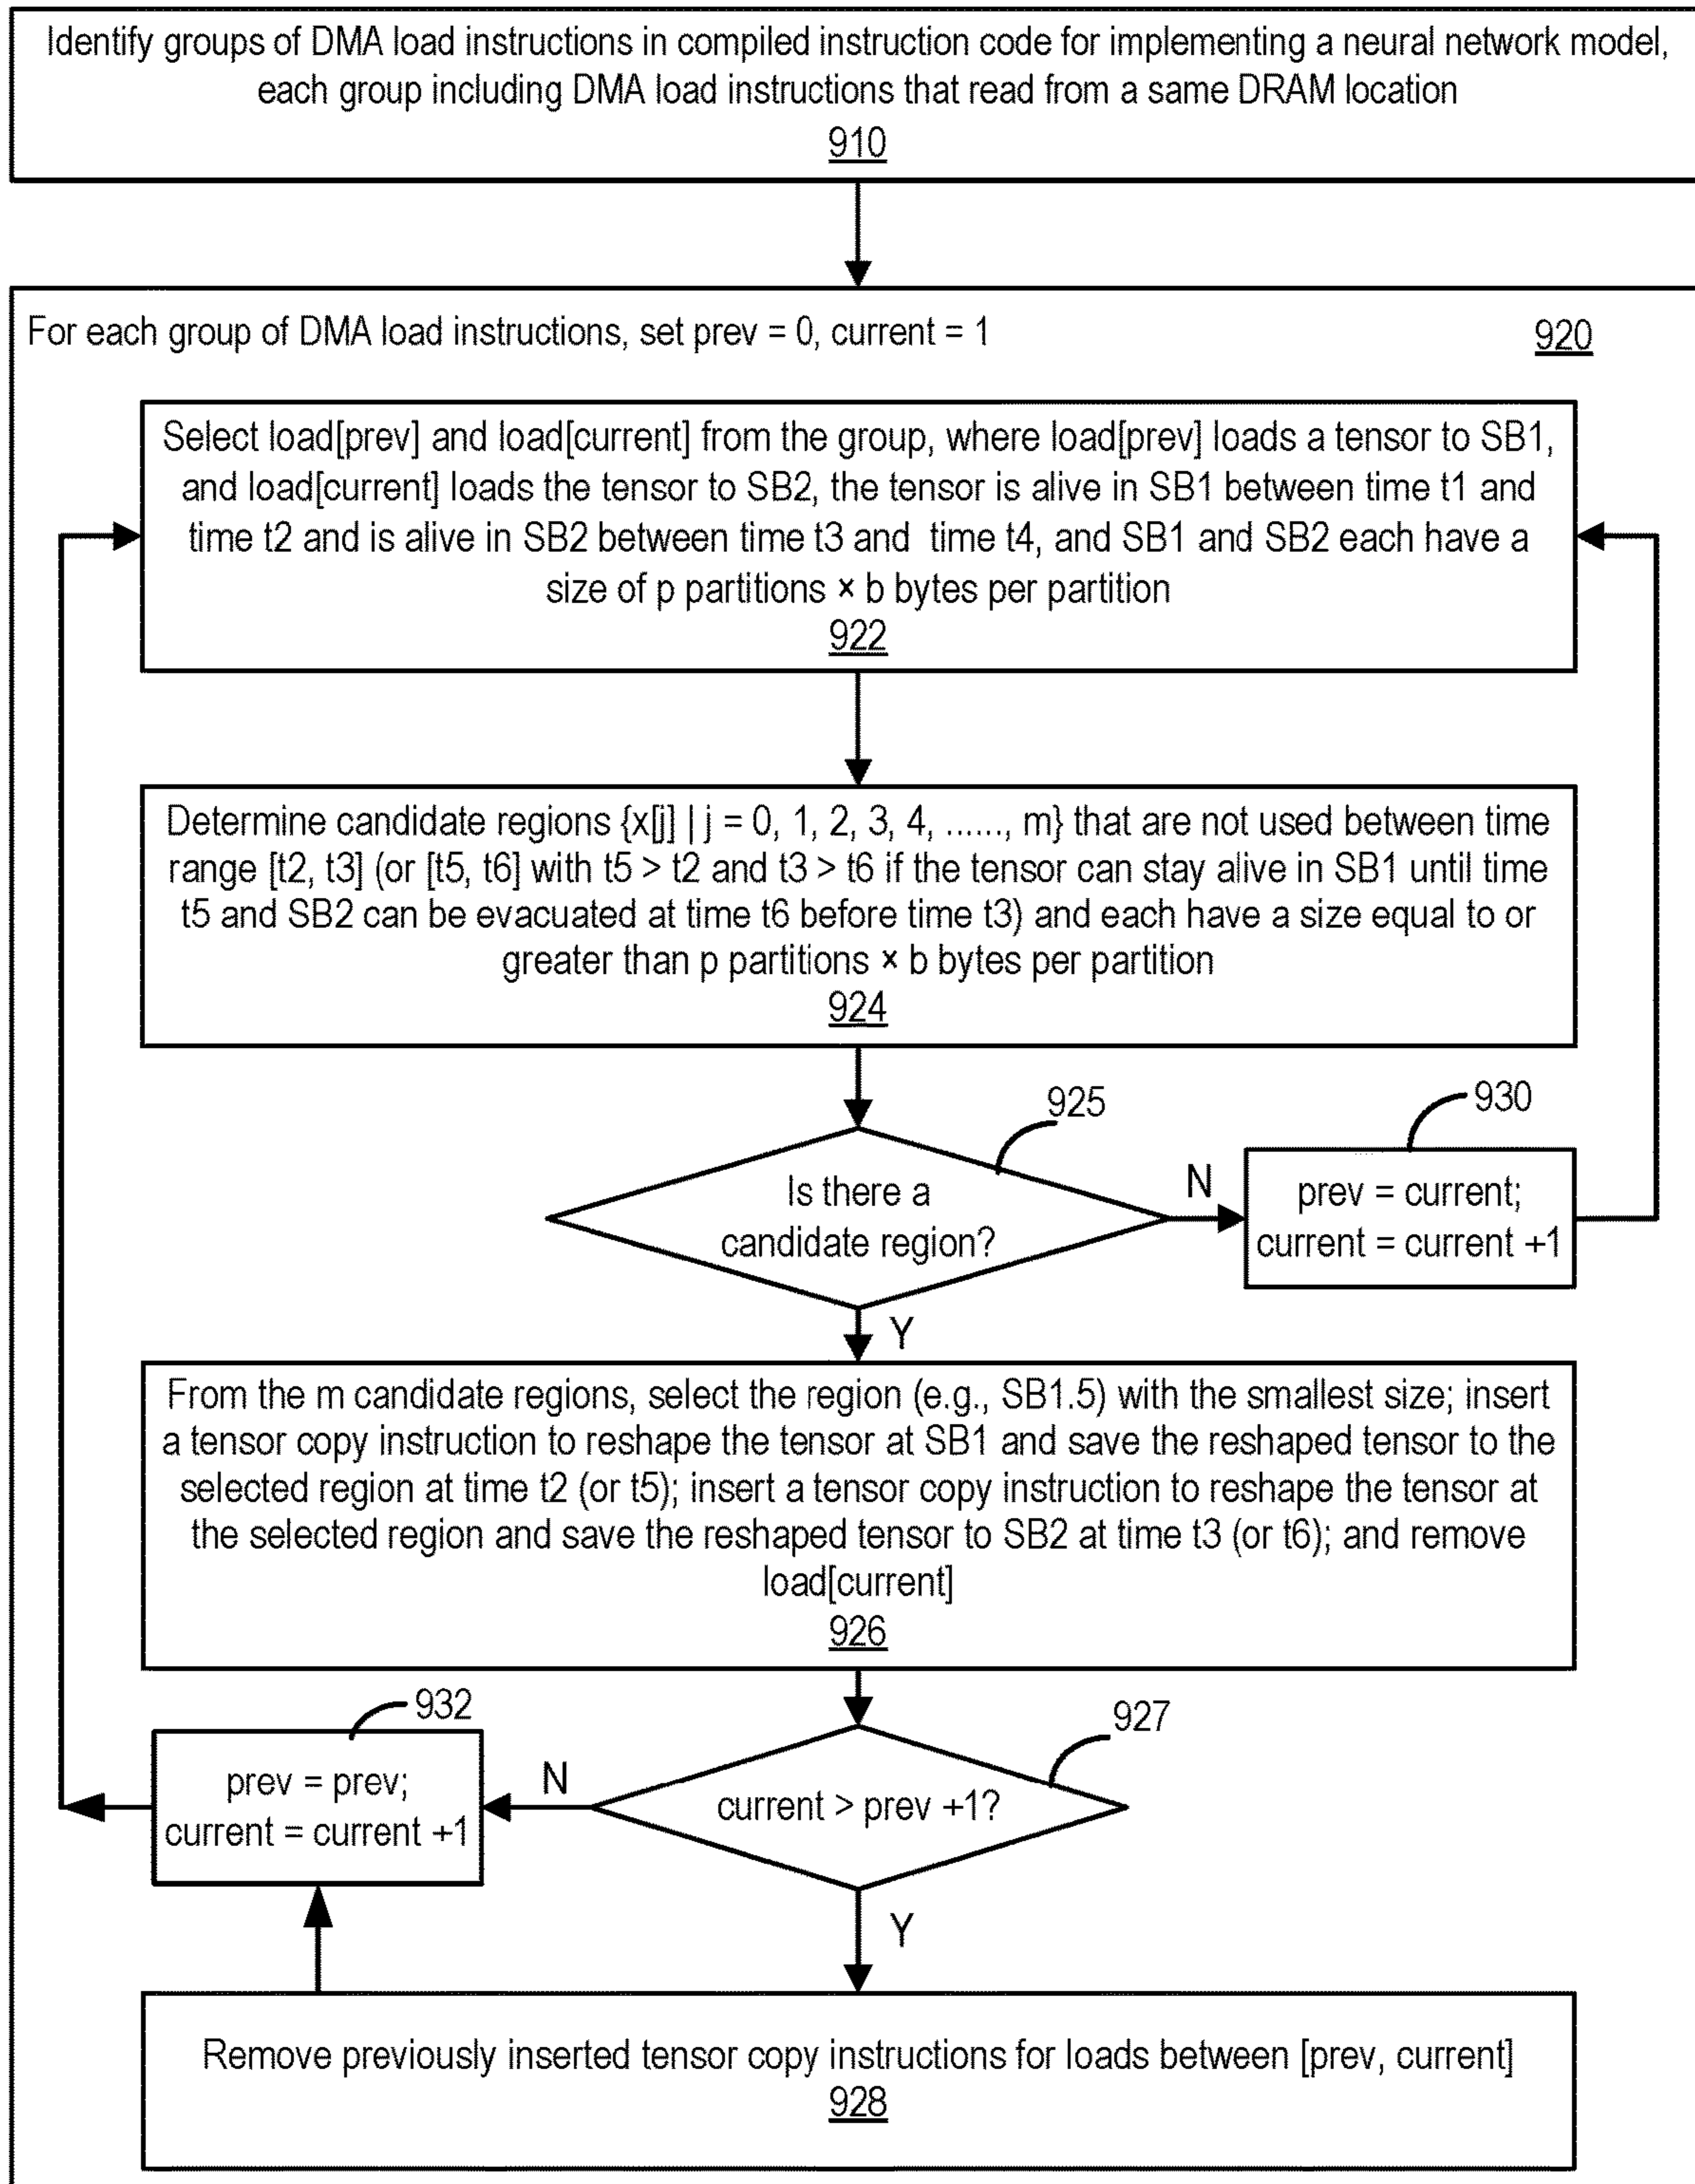 Identify groups of DMA load instructions in compiled instruction code for implementing a neural network model,
each group including DMA load instructions that read from a same DRAM location
910
For each group of DMA load instructions, set prev = 0, current = 1
920
Select load[prev] and load[current] from the group, where load[prev] loads a tensor to SB1,
and load[current] loads the tensor to SB2, the tensor is alive in SB1 between time t1 and
time t2 and is alive in SB2 between time t3 and time t4, and SB1 and SB2 each have a
size of p partitions × b bytes per partition
922
Determine candidate regions {x[j] | j = 0, 1, 2, 3, 4, ......, m} that are not used between time
range [t2, t3] (or [t5, t6] with t5 > t2 and t3 > t6 if the tensor can stay alive in SB1 until time
t5 and SB2 can be evacuated at time t6 before time t3) and each have a size equal to or
greater than p partitions × b bytes per partition
924
925
930
Is there a
candidate region?
N
prev = current;
current = current +1
Y
From the m candidate regions, select the region (e.g., SB1.5) with the smallest size; insert
a tensor copy instruction to reshape the tensor at SB1 and save the reshaped tensor to the
selected region at time t2 (or t5); insert a tensor copy instruction to reshape the tensor at
the selected region and save the reshaped tensor to SB2 at time t3 (or t6); and remove
load[current]
926
932
927
prev = prev;
current = current +1
N
current > prev +1?
Y
Remove previously inserted tensor copy instructions for loads between [prev, current]
928